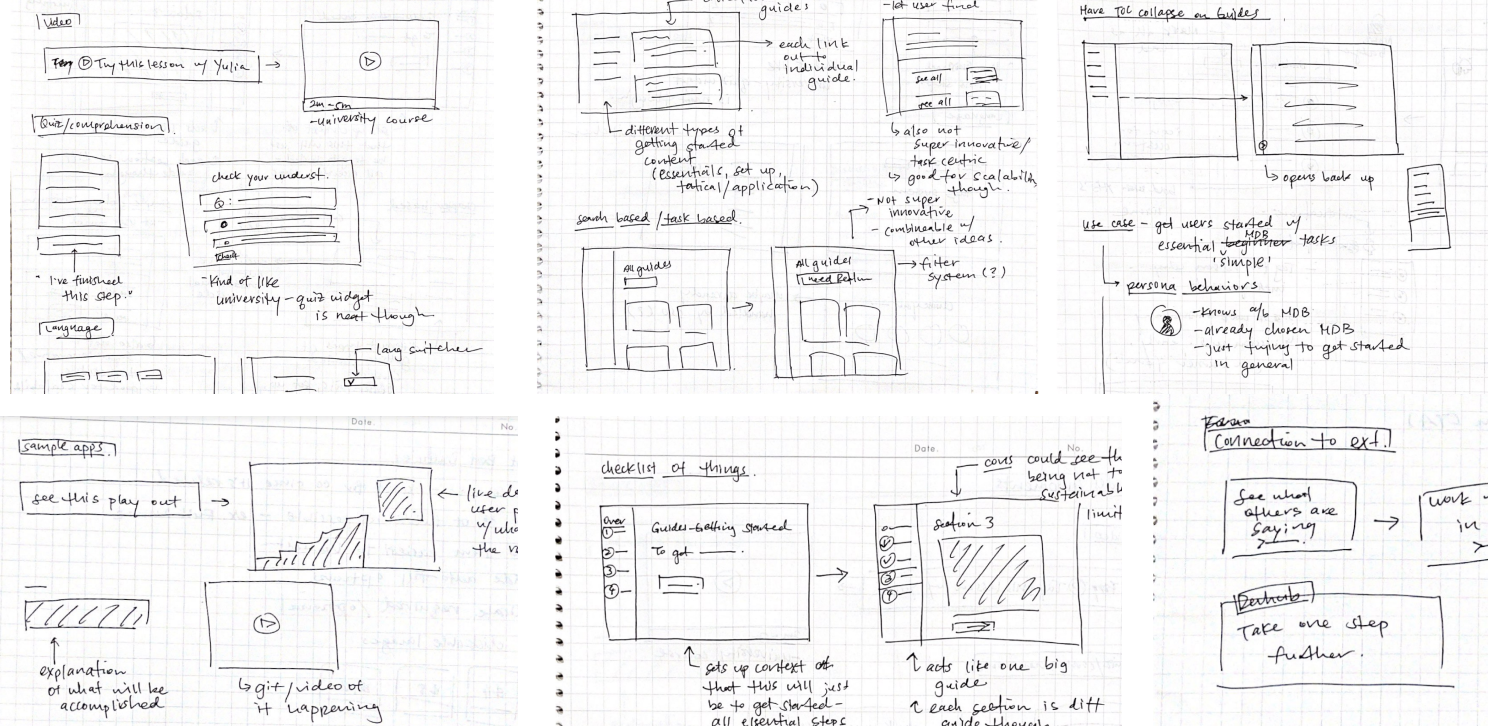 Video
Try this lesson w/ Yulia
2m - 5m
- university course
Quiz/comprehension
check your underst.
Q:
check
"I've finished
this step."
- Kind of like
university - quiz widget
is neat though
Language
lang switcher
guides
each link
out to
individual
guide.
different types of
getting started
content
(essentials, set up,
tatical/application)
- let user find
see all
see all
also not
super innovative/
task centric
good for scalability
though.
search based / task based.
- Not super
innovative
- combineable w/
other ideas.
All guides
All guides
I need Realm
filter
system (?)
Have TOC collapse on Guides
opens back up
use case - get users started w/
MDB
essential beginner tasks
'simple'
persona behaviors
- Knows a/b MDB
- already chosen MDB
- just trying to get started
in general
Date.
No
sample apps.
see this play out
live de
user p
w/wha
explanation
of what will be
accomplished
gif/video of
it happening
Date.
No.
checklist of things.
cons could see th
being not to
sustainabl
limit
Over
1
2
3
4
Guides - Getting Started
To get
Section 3
3
4
sets up context of
that this will just
be to get started -
all essential steps
acts like one big
guide
each section is diff
guide though
Connection to ext.
See what
others are
saying
work
in
Devhub
Take one step
further.